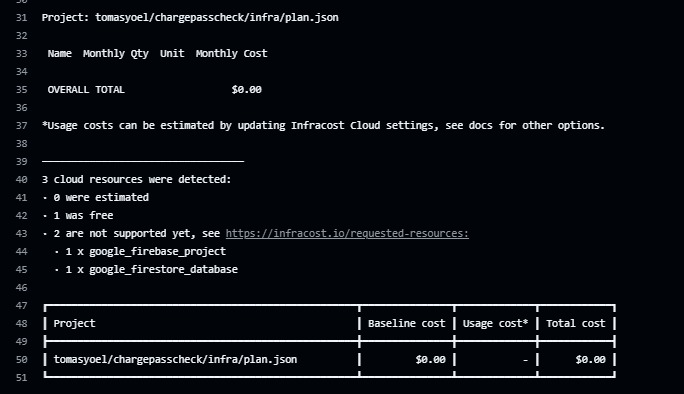 30
31 Project: tomasyoel/chargepasscheck/infra/plan.json
32
33 Name Monthly Qty Unit Monthly Cost
34
35 OVERALL TOTAL $0.00
36
37 *Usage costs can be estimated by updating Infracost Cloud settings, see docs for other options.
38
39 ──────────────────────────────────
40 3 cloud resources were detected:
41 ∙ 0 were estimated
42 ∙ 1 was free
43 ∙ 2 are not supported yet, see https://infracost.io/requested-resources:
44 ∙ 1 x google_firebase_project
45 ∙ 1 x google_firestore_database
46
47
48 Project Baseline cost Usage cost* Total cost
49
50 tomasyoel/chargepasscheck/infra/plan.json $0.00 - $0.00
51